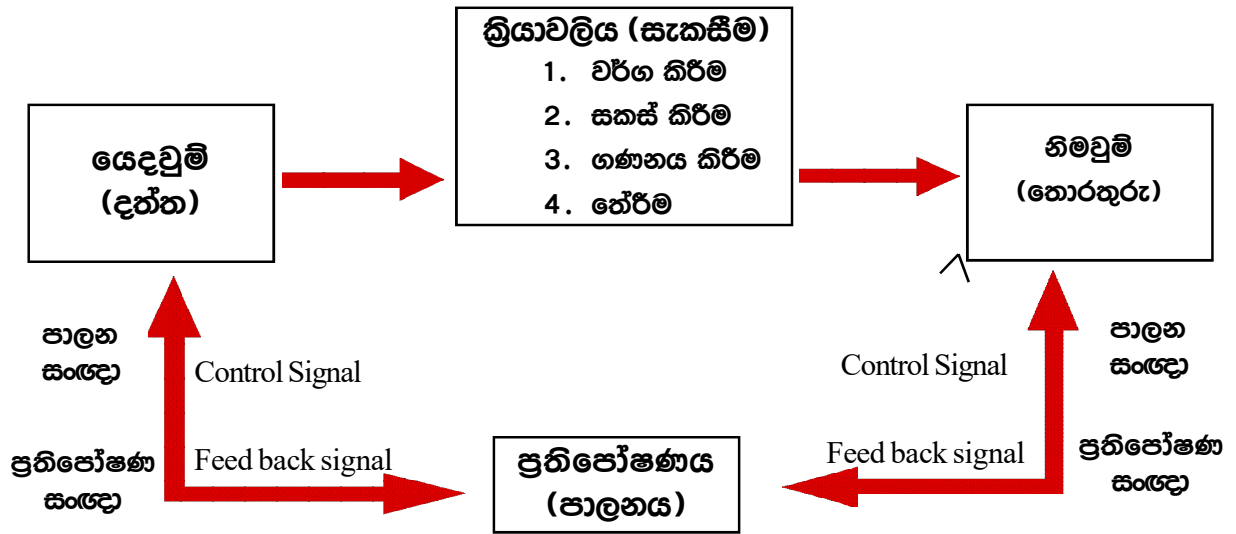 ක්‍රියාවලිය (සැකසීම)
1. වර්ග කිරීම
2. සකස් කිරීම
3. ගණනය කිරීම
4. තේරීම
යෙදවුම්
(දත්ත)
නිමවුම්
(තොරතුරු)
පාලන
සංඥා
Control Signal
Control Signal
පාලන
සංඥා
ප්‍රතිපෝෂණ
සංඥා
Feed back signal
ප්‍රතිපෝෂණය
(පාලනය)
Feed back signal
ප්‍රතිපෝෂණ
සංඥා